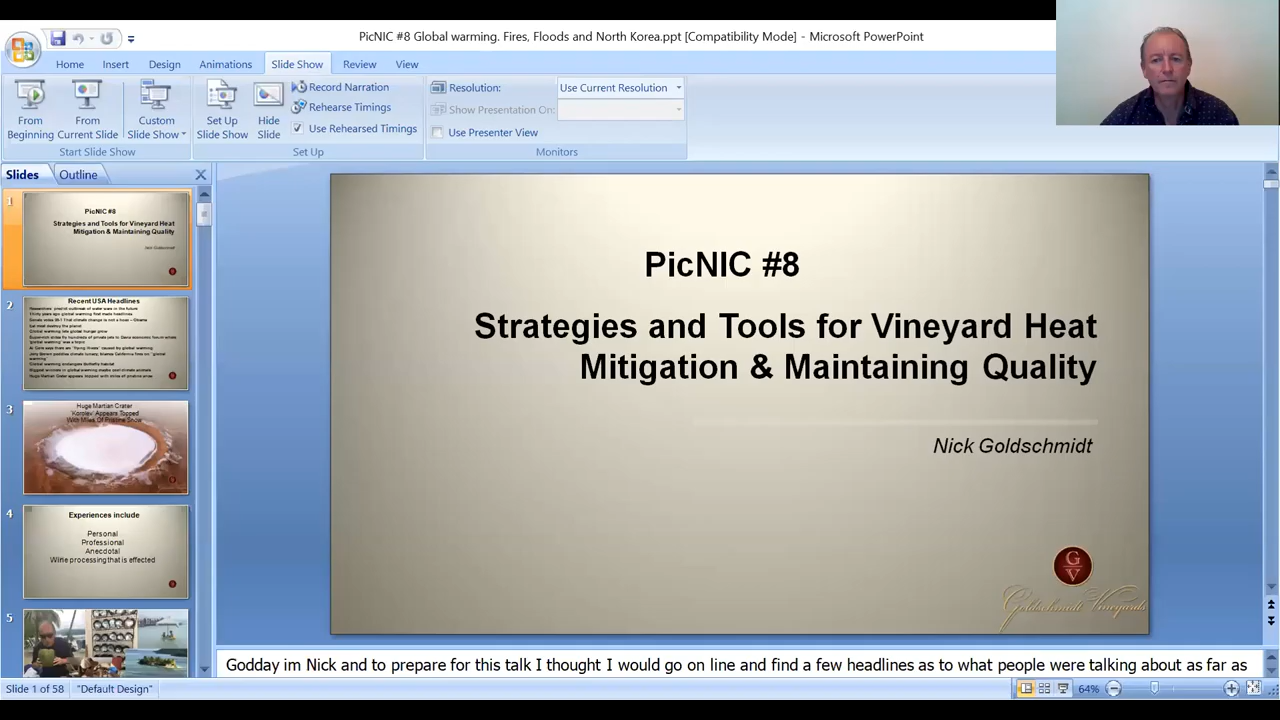 PicNIC #8 Global warming. Fires, Floods and North Korea.ppt [Compatibility Mode] - Microsoft PowerPoint
Home Insert Design Animations Slide Show Review View
From Beginning
From Current Slide
Custom Slide Show
Start Slide Show
Set Up Slide Show
Hide Slide
Record Narration
Rehearse Timings
Use Rehearsed Timings
Set Up
Resolution: Use Current Resolution
Show Presentation On:
Use Presenter View
Monitors
Slides Outline
1
PicNIC #8
Strategies and Tools for Vineyard Heat
Mitigation & Maintaining Quality
Nick Goldschmidt
2
Recent USA Headlines
3
Huge Martian Crater
'Korolev' Appears Topped
With Miles Of Pristine Snow
4
Experiences include
Personal
Professional
Anecdotal
Wine processing that is effected
5
PicNIC #8
Strategies and Tools for Vineyard Heat
Mitigation & Maintaining Quality
Nick Goldschmidt
G
V
Goldschmidt Vineyards
Godday im Nick and to prepare for this talk I thought I would go on line and find a few headlines as to what people were talking about as far as
Slide 1 of 58 "Default Design" 64%